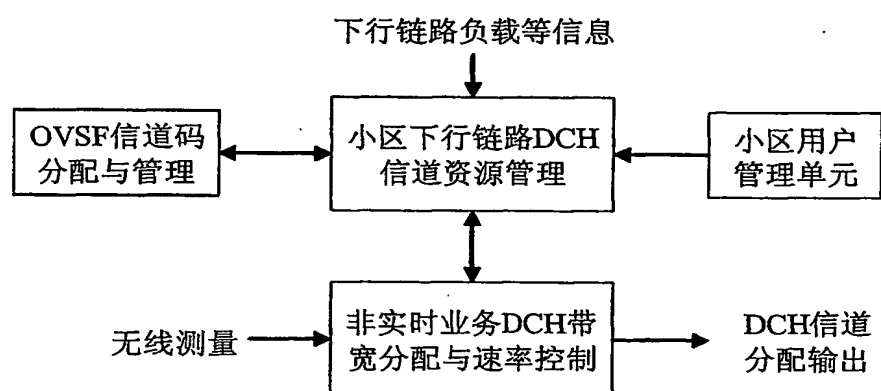 下行链路负载等信息
OVSF信道码
分配与管理
小区下行链路DCH
信道资源管理
小区用户
管理单元
无线测量
非实时业务DCH带
宽分配与速率控制
DCH信道
分配输出